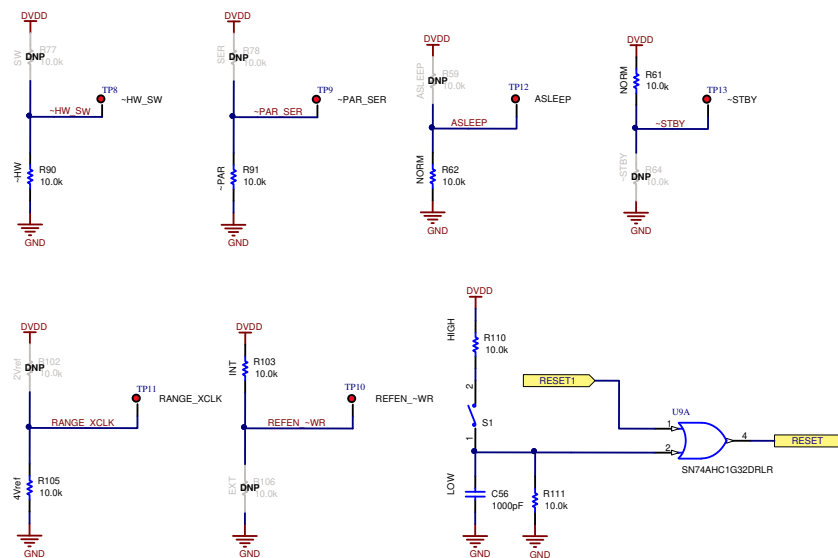 DVDD
SW
R77
DNP
10.0k
TP8
~HW_SW
~HW_SW
~HW
R90
10.0k
GND
DVDD
SER
R78
DNP
10.0k
TP9
~PAR_SER
~PAR_SER
~PAR
R91
10.0k
GND
DVDD
ASLEEP
R59
DNP
10.0k
TP12
ASLEEP
ASLEEP
NORM
R62
10.0k
GND
DVDD
NORM
R61
10.0k
TP13
~STBY
~STBY
~STBY
R64
DNP
10.0k
GND
DVDD
2Vref
R102
DNP
10.0k
TP11
RANGE_XCLK
RANGE_XCLK
4Vref
R105
10.0k
GND
DVDD
INT
R103
10.0k
TP10
REFEN_~WR
REFEN_~WR
EXT
R106
DNP
10.0k
GND
DVDD
HIGH
R110
10.0k
2
S1
1
LOW
C56
1000pF
GND
R111
10.0k
GND
RESET1
U9A
1
2
4
SN74AHC1G32DRLR
RESET